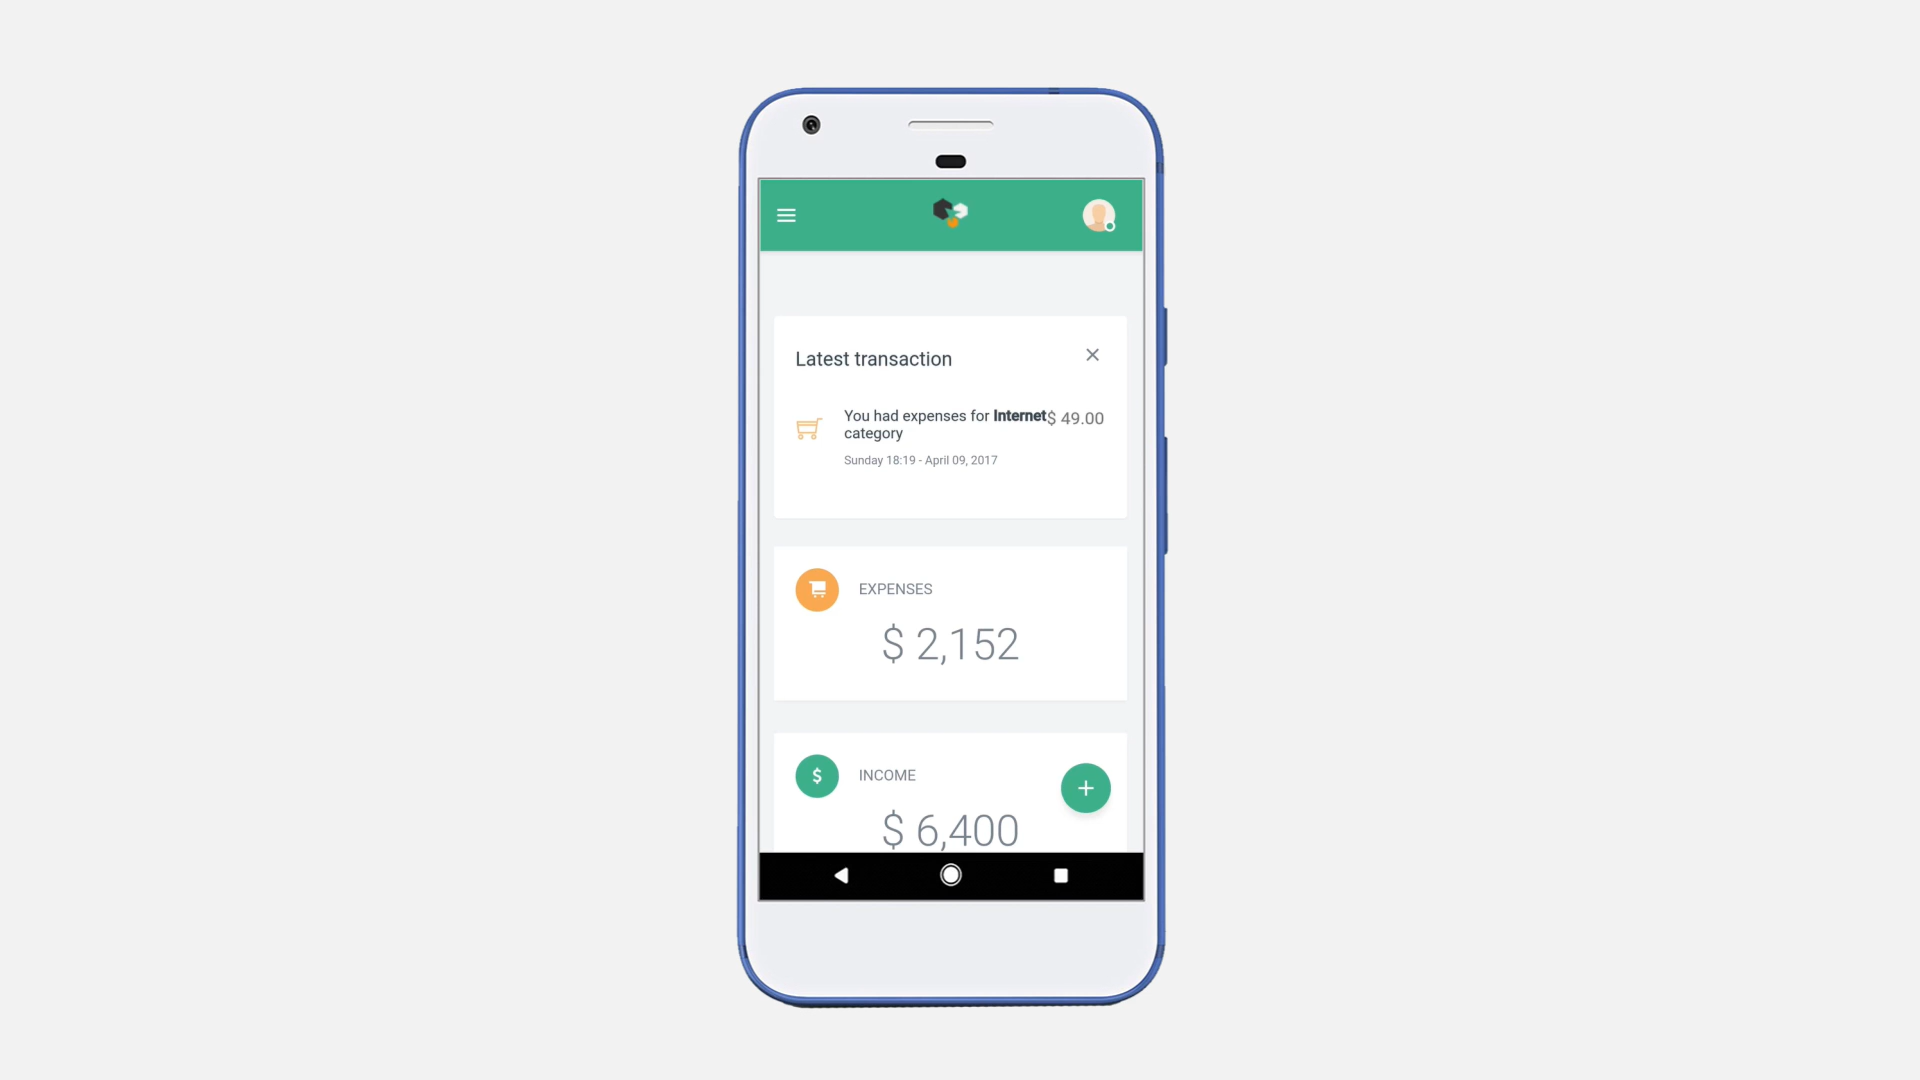 Latest transaction
You had expenses for Internet $ 49.00
category
Sunday 18:19 - April 09, 2017
EXPENSES
$ 2,152
$ INCOME
$ 6,400